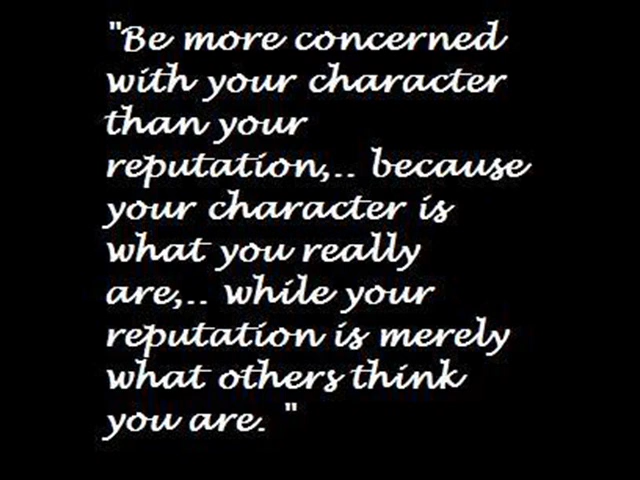 "Be more concerned
with your character
than your
reputation,.. because
your character is
what you really
are,.. while your
reputation is merely
what others think
you are. "